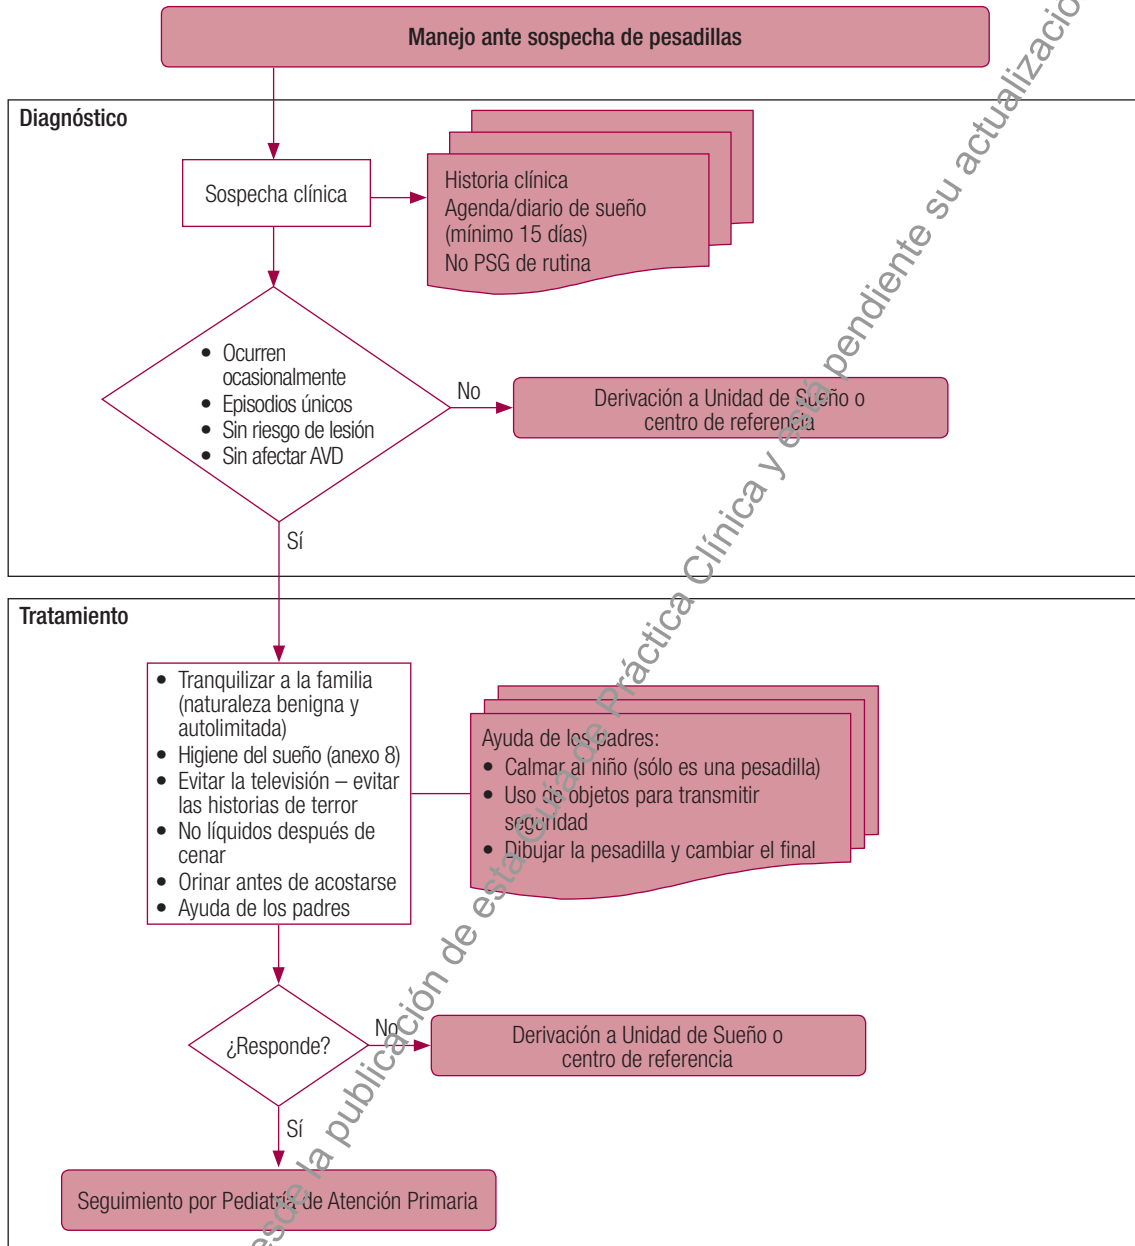 Manejo ante sospecha de pesadillas
Diagnóstico
Sospecha clínica
Historia clínica
Agenda/diario de sueño
(mínimo 15 días)
No PSG de rutina
• Ocurren
ocasionalmente
• Episodios únicos
• Sin riesgo de lesión
• Sin afectar AVD
No
Derivación a Unidad de Sueño o
centro de referencia
Sí
Tratamiento
• Tranquilizar a la familia
(naturaleza benigna y
autolimitada)
• Higiene del sueño (anexo 8)
• Evitar la televisión – evitar
las historias de terror
• No líquidos después de
cenar
• Orinar antes de acostarse
• Ayuda de los padres
Ayuda de los padres:
• Calmar al niño (sólo es una pesadilla)
• Uso de objetos para transmitir
seguridad
• Dibujar la pesadilla y cambiar el final
¿Responde?
No
Derivación a Unidad de Sueño o
centro de referencia
Sí
Seguimiento por Pediatría de Atención Primaria
la publicación de esta Guía de Práctica Clínica y está pendiente su